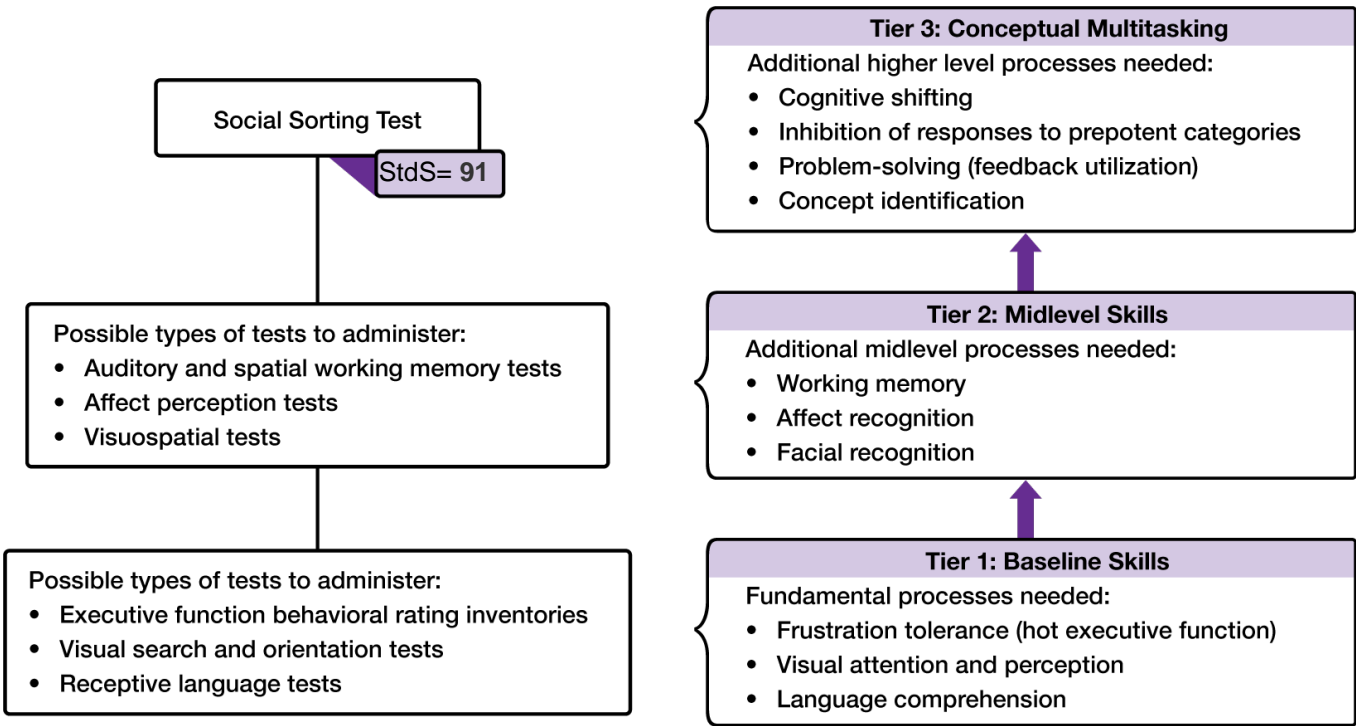 Social Sorting Test
StdS= 91
Possible types of tests to administer:
• Auditory and spatial working memory tests
• Affect perception tests
• Visuospatial tests
Possible types of tests to administer:
• Executive function behavioral rating inventories
• Visual search and orientation tests
• Receptive language tests
Tier 3: Conceptual Multitasking
Additional higher level processes needed:
• Cognitive shifting
• Inhibition of responses to prepotent categories
• Problem-solving (feedback utilization)
• Concept identification
Tier 2: Midlevel Skills
Additional midlevel processes needed:
• Working memory
• Affect recognition
• Facial recognition
Tier 1: Baseline Skills
Fundamental processes needed:
• Frustration tolerance (hot executive function)
• Visual attention and perception
• Language comprehension